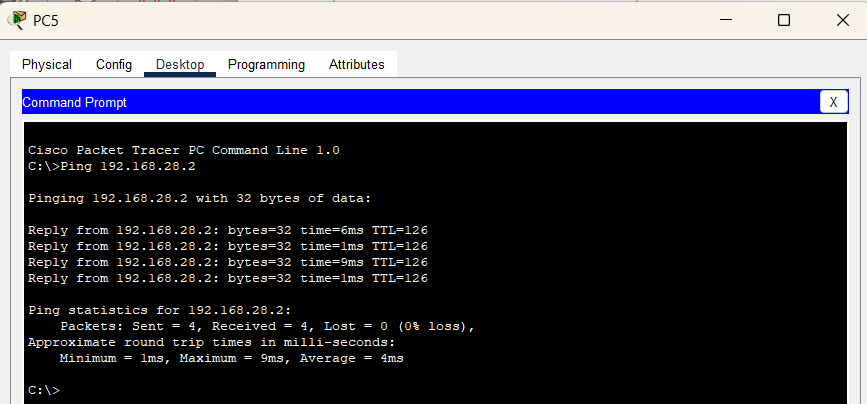 PC5
Physical Config Desktop Programming Attributes
Command Prompt X
Cisco Packet Tracer PC Command Line 1.0
C:\>Ping 192.168.28.2
Pinging 192.168.28.2 with 32 bytes of data:
Reply from 192.168.28.2: bytes=32 time=6ms TTL=126
Reply from 192.168.28.2: bytes=32 time=1ms TTL=126
Reply from 192.168.28.2: bytes=32 time=9ms TTL=126
Reply from 192.168.28.2: bytes=32 time=1ms TTL=126
Ping statistics for 192.168.28.2:
Packets: Sent = 4, Received = 4, Lost = 0 (0% loss),
Approximate round trip times in milli-seconds:
Minimum = 1ms, Maximum = 9ms, Average = 4ms
C:\>